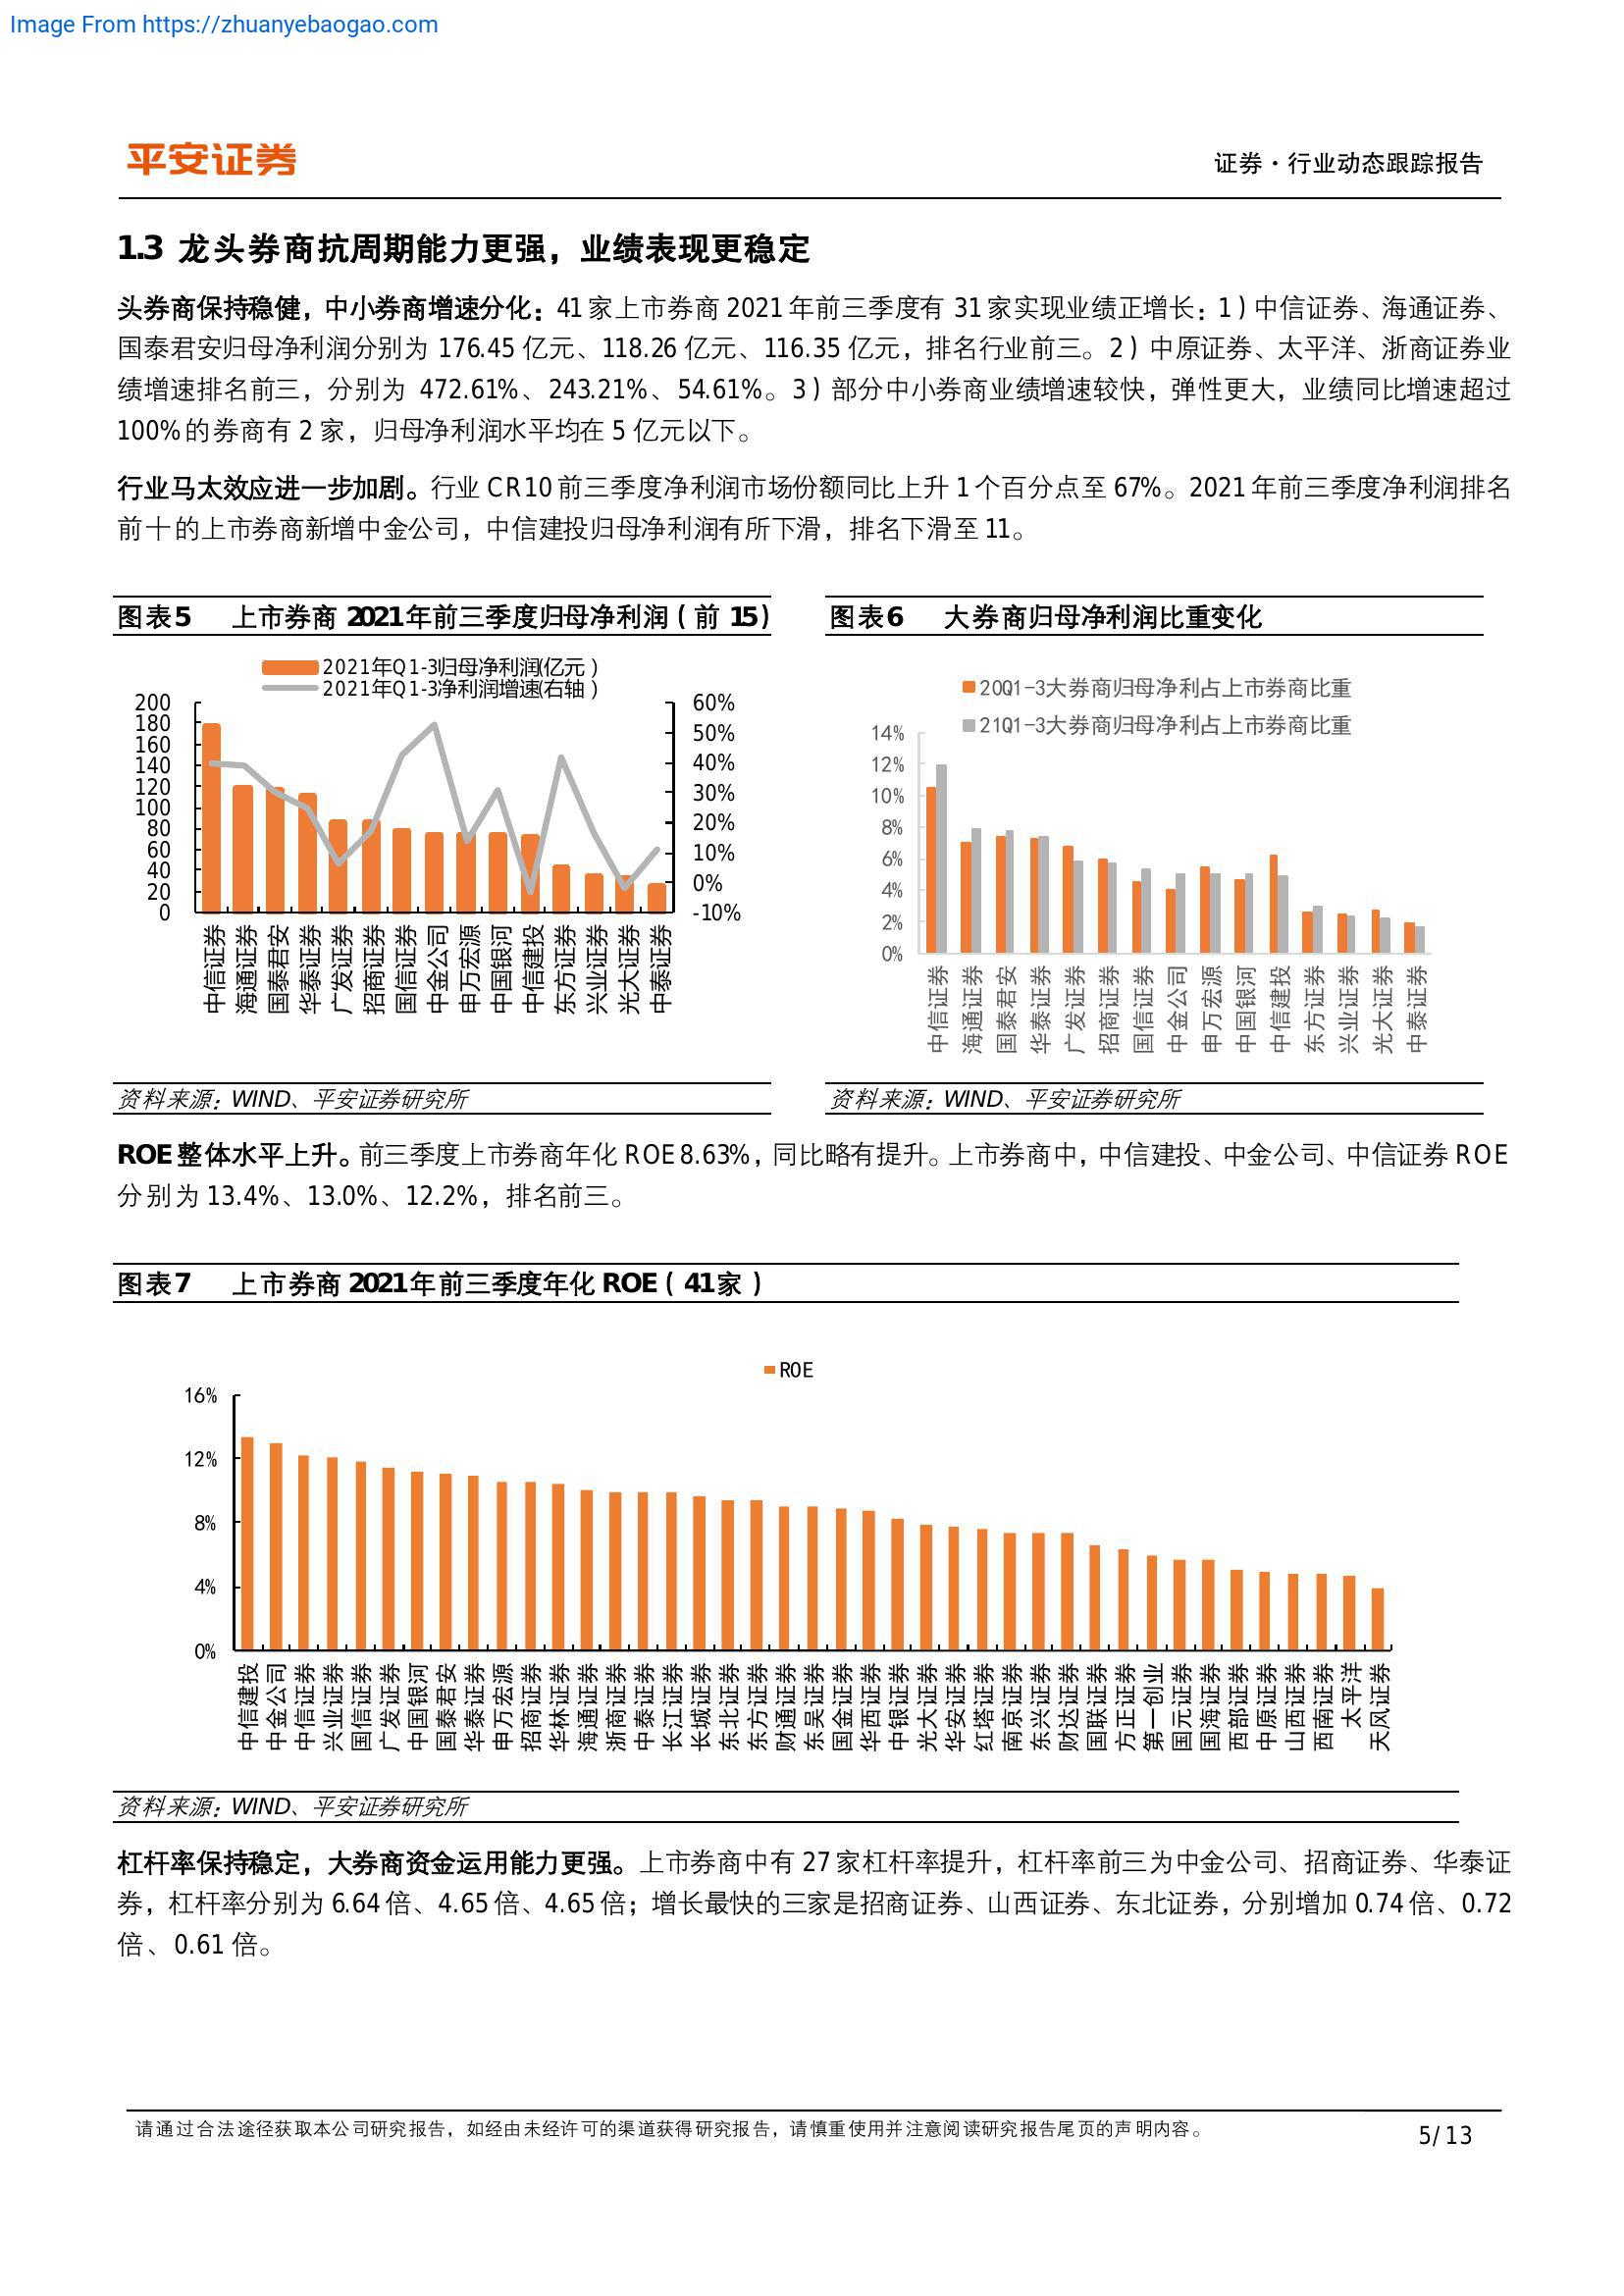 Image From https://zhuanyebaogao.com
平安证券
证券·行业动态跟踪报告
1.3 龙头券商抗周期能力更强，业绩表现更稳定
头券商保持稳健，中小券商增速分化：41家上市券商2021年前三季度有31家实现业绩正增长：1）中信证券、海通证券、
国泰君安归母净利润分别为 176.45 亿元、118.26 亿元、116.35 亿元，排名行业前三。2）中原证券、太平洋、浙商证券业
绩增速排名前三，分别为 472.61%、243.21%、54.61%。3）部分中小券商业绩增速较快，弹性更大，业绩同比增速超过
100%的券商有 2 家，归母净利润水平均在 5 亿元以下。
行业马太效应进一步加剧。行业 CR10前三季度净利润市场份额同比上升1个百分点至 67%。2021年前三季度净利润排名
前十的上市券商新增中金公司，中信建投归母净利润有所下滑，排名下滑至11。
图表5 上市券商 2021年前三季度归母净利润（前 15）
2021年Q1-3归母净利润(亿元）
2021年Q1-3净利润增速(右轴）
200
180
160
140
120
100
80
60
40
20
0
60%
50%
40%
30%
20%
10%
0%
-10%
中信证券
海通证券
国泰君安
华泰证券
广发证券
招商证券
国信证券
中金公司
申万宏源
中国银河
中信建投
东方证券
兴业证券
光大证券
中泰证券
资料来源：WIND、平安证券研究所
图表6 大券商归母净利润比重变化
20Q1-3大券商归母净利占上市券商比重
21Q1-3大券商归母净利占上市券商比重
14%
12%
10%
8%
6%
4%
2%
0%
中信证券
海通证券
国泰君安
华泰证券
广发证券
招商证券
国信证券
中金公司
申万宏源
中国银河
中信建投
东方证券
兴业证券
光大证券
中泰证券
资料来源：WIND、平安证券研究所
ROE整体水平上升。前三季度上市券商年化ROE8.63%，同比略有提升。上市券商中，中信建投、中金公司、中信证券ROE
分别为13.4%、13.0%、12.2%，排名前三。
图表7 上市券商 2021年前三季度年化 ROE（41家）
ROE
16%
12%
8%
4%
0%
中信建投
中金公司
中信证券
兴业证券
国信证券
广发证券
中国银河
国泰君安
华泰证券
申万宏源
招商证券
华林证券
海通证券
浙商证券
中泰证券
长江证券
长城证券
东北证券
东方证券
财通证券
东吴证券
国金证券
华西证券
中银证券
光大证券
华安证券
红塔证券
南京证券
东兴证券
财达证券
国联证券
方正证券
第一创业
国元证券
国海证券
西部证券
中原证券
山西证券
西南证券
太平洋
天风证券
资料来源：WIND、平安证券研究所
杠杆率保持稳定，大券商资金运用能力更强。上市券商中有27家杠杆率提升，杠杆率前三为中金公司、招商证券、华泰证
券，杠杆率分别为6.64倍、4.65倍、4.65倍；增长最快的三家是招商证券、山西证券、东北证券，分别增加0.74倍、0.72
倍、0.61 倍。
请通过合法途径获取本公司研究报告，如经由未经许可的渠道获得研究报告，请慎重使用并注意阅读研究报告尾页的声明内容。
5/13